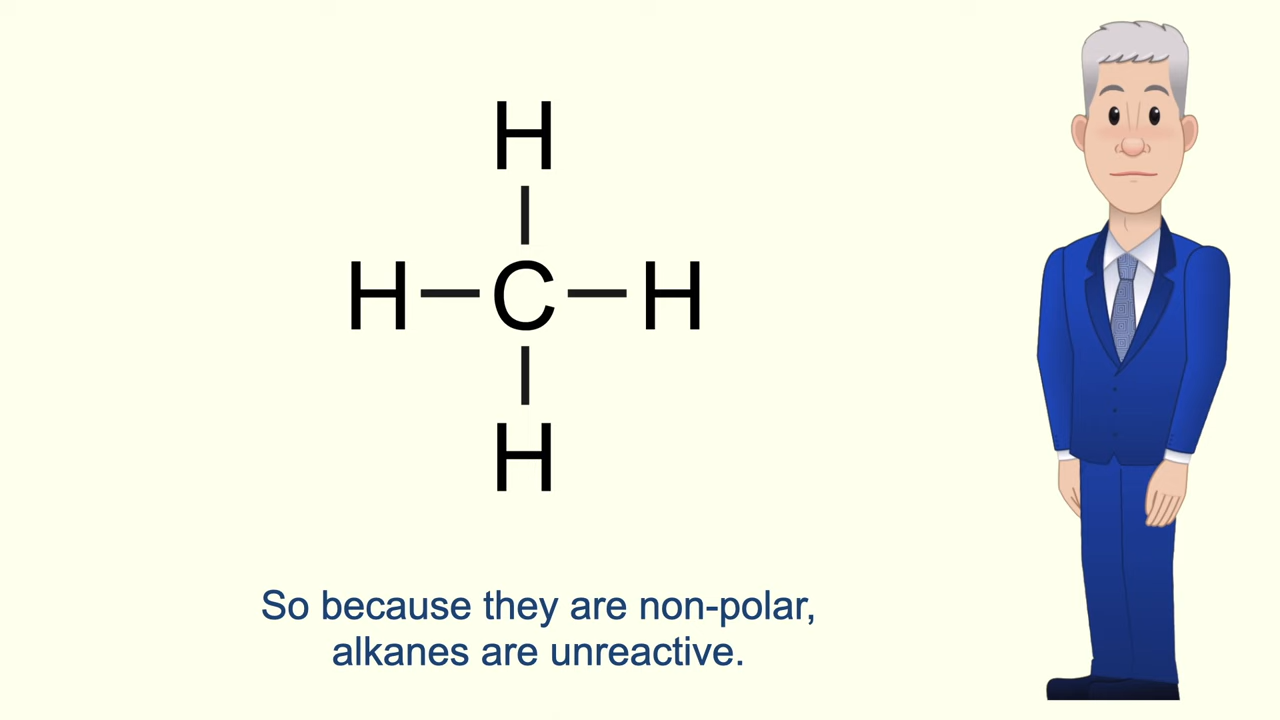 H
H C H
H
So because they are non-polar,
alkanes are unreactive.